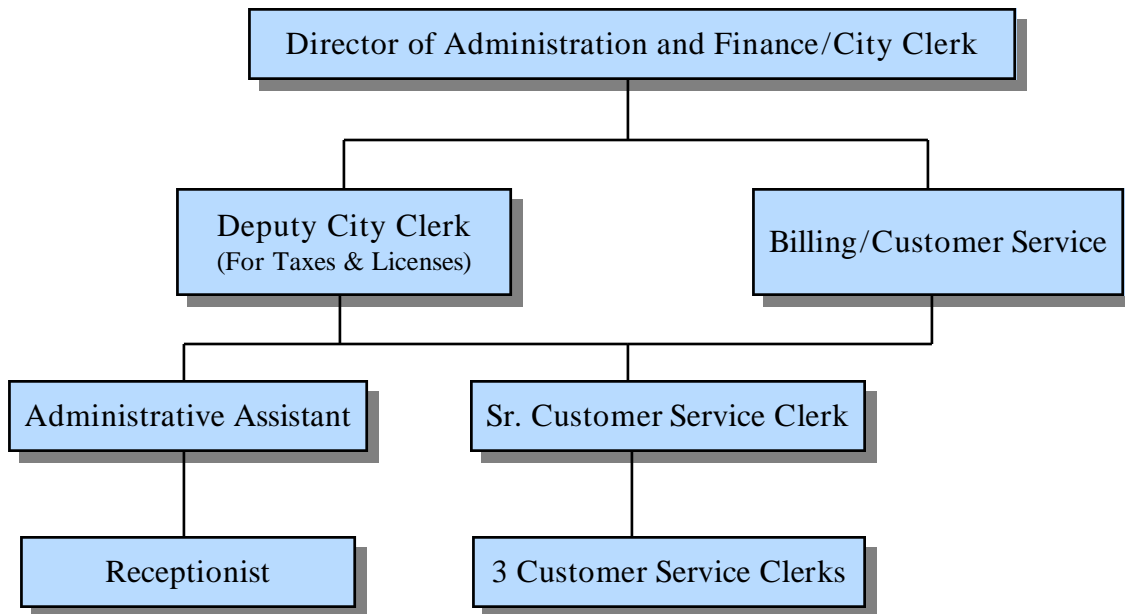 Director of Administration and Finance/City Clerk
Deputy City Clerk
(For Taxes & Licenses)
Billing/Customer Service
Administrative Assistant
Sr. Customer Service Clerk
Receptionist
3 Customer Service Clerks